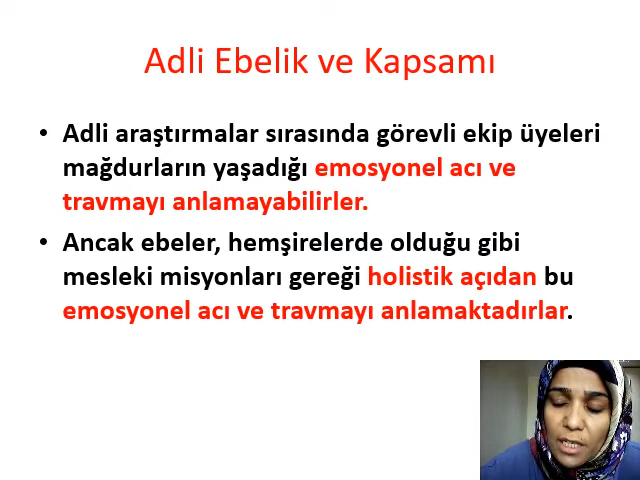 Adli Ebelik ve Kapsamı
• Adli araştırmalar sırasında görevli ekip üyeleri
mağdurların yaşadığı emosyonel acı ve
travmayı anlamayabilirler.
• Ancak ebeler, hemşirelerde olduğu gibi
mesleki misyonları gereği holistik açıdan bu
emosyonel acı ve travmayı anlamaktadırlar.